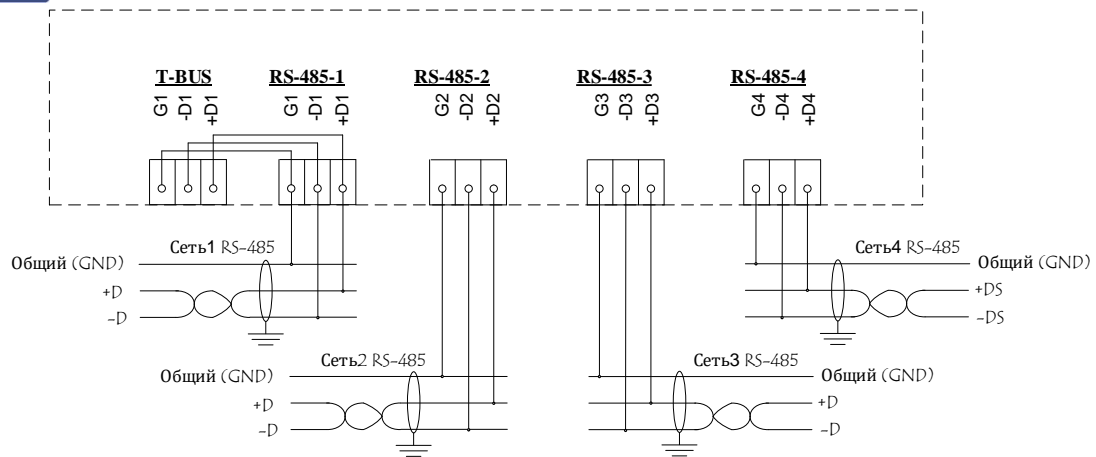 T-BUS RS-485-1 RS-485-2 RS-485-3 RS-485-4
G1 -D1 +D1 G1 -D1 +D1 G2 -D2 +D2 G3 -D3 +D3 G4 -D4 +D4
Сеть1 RS-485 Сеть4 RS-485
Общий (GND) Общий (GND)
+D +DS
-D -DS
Сеть2 RS-485 Сеть3 RS-485
Общий (GND) Общий (GND)
+D +D
-D -D